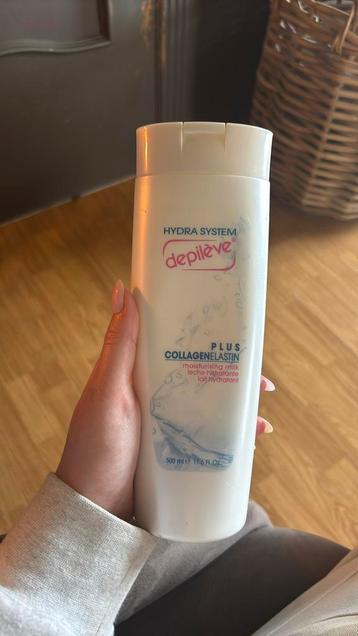 HYDRA SYSTEM
depilève®
PLUS
COLLAGENELASTIN
moisturising milk
leche hidratante
lait hydratant
500 ml